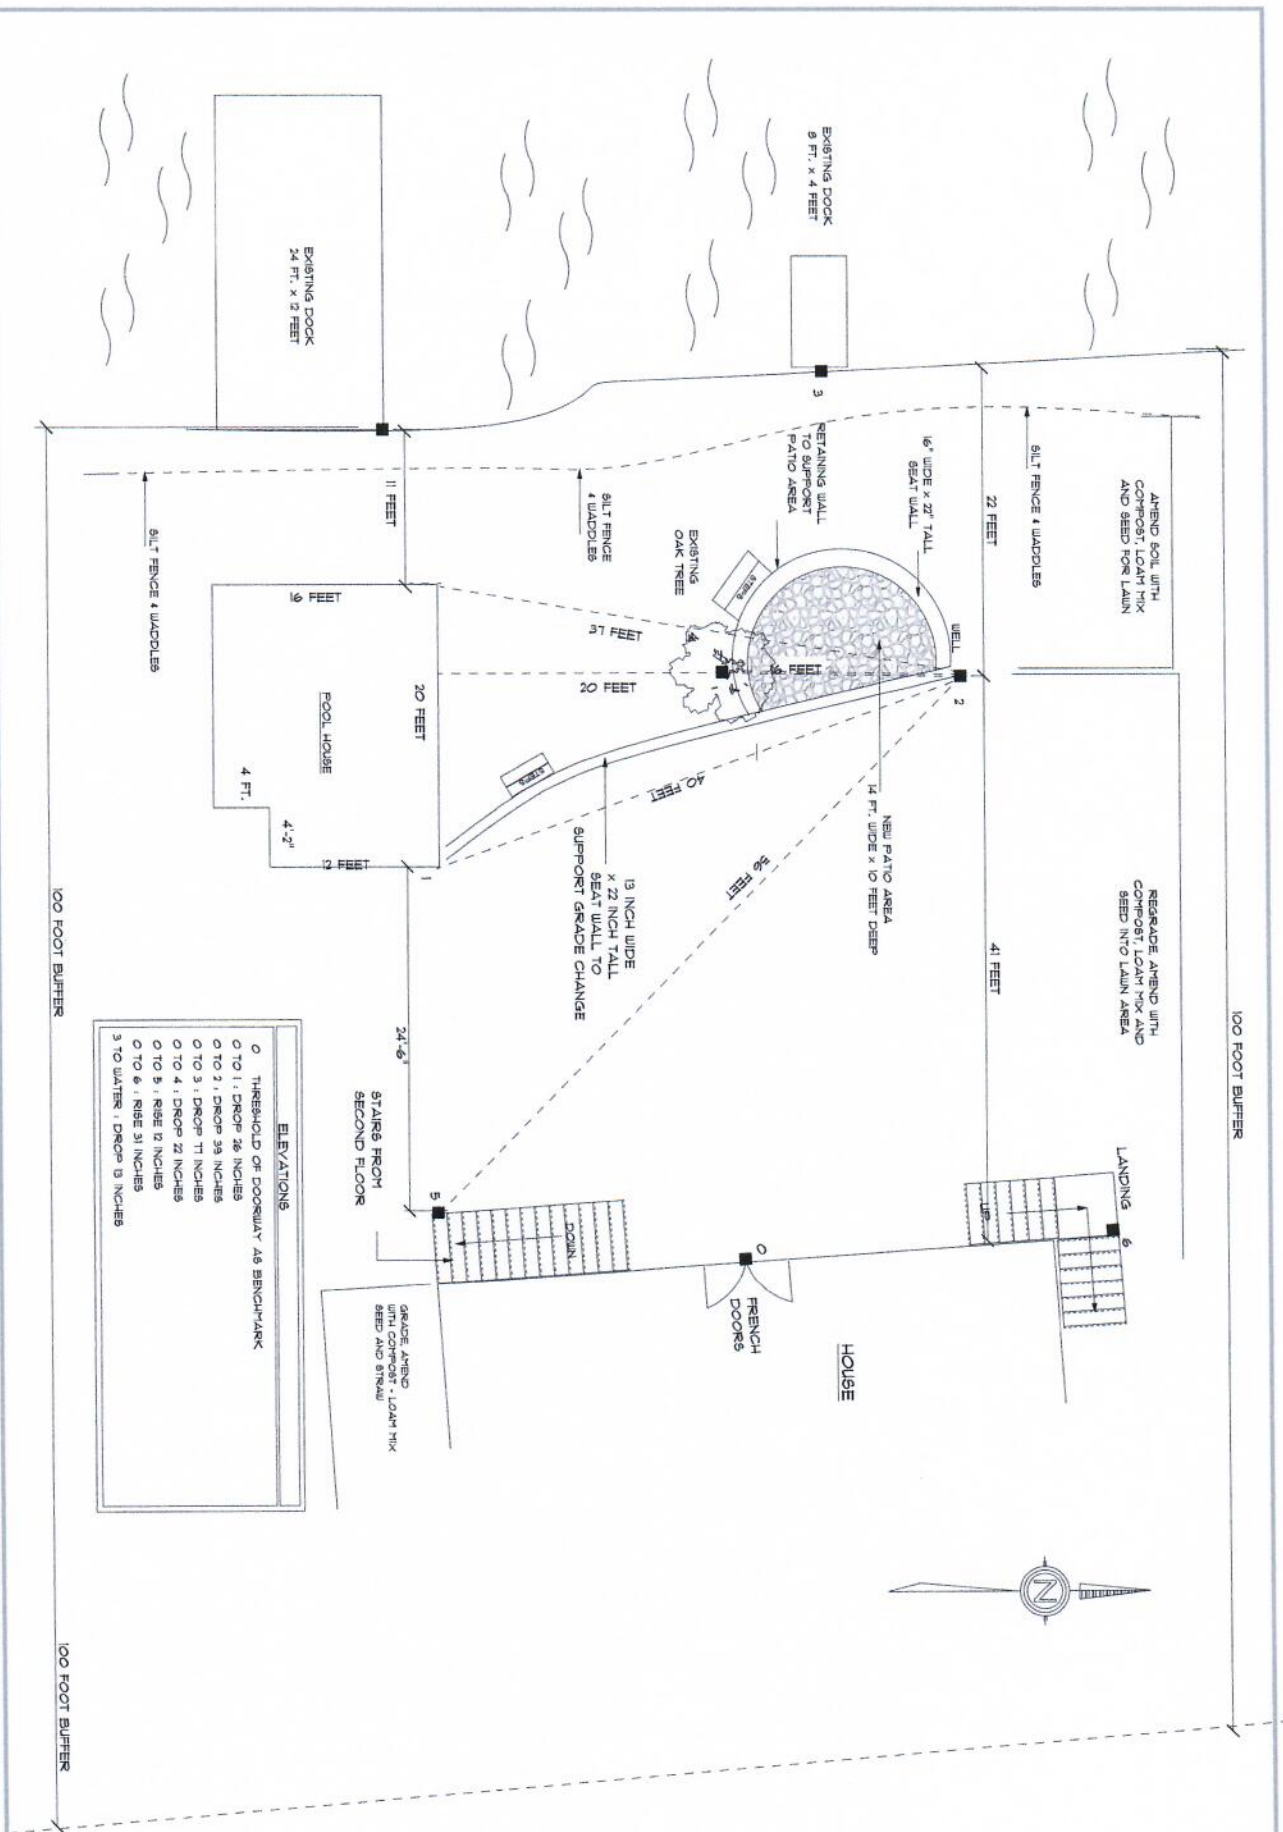 EXISTING DOCK
8 FT. X 4 FEET
EXISTING DOCK
24 FT. X 12 FEET
3
AMEND SOIL WITH
COMPOST, LOAM MIX
AND SEED FOR LAWN
SILT FENCE & WADDLES
22 FEET
16" WIDE X 22" TALL
SEAT WALL
RETAINING WALL
TO SUPPORT
PATIO AREA
WELL
2
STEPS
EXISTING
OAK TREE
SILT FENCE
& WADDLES
11 FEET
SILT FENCE & WADDLES
16 FEET
37 FEET
20 FEET
20 FEET
POOL HOUSE
4 FT.
4'-2"
12 FEET
1
STEPS
40 FEET
56 FEET
NEW PATIO AREA
14 FT. WIDE X 10 FEET DEEP
13 INCH WIDE
X 22 INCH TALL
SEAT WALL TO
SUPPORT GRADE CHANGE
REGRADE, AMEND WITH
COMPOST, LOAM MIX AND
SEED INTO LAWN AREA
41 FEET
100 FOOT BUFFER
100 FOOT BUFFER
24'-6"
STAIRS FROM
SECOND FLOOR
5
DOWN
LANDING
UP
6
0
FRENCH
DOORS
HOUSE
GRADE, AMEND
WITH COMPOST - LOAM MIX
SEED AND STRAW
ELEVATIONS
0 THRESHOLD OF DOORWAY AS BENCHMARK
0 TO 1 : DROP 26 INCHES
0 TO 2 : DROP 39 INCHES
0 TO 3 : DROP 77 INCHES
0 TO 4 : DROP 22 INCHES
0 TO 5 : RISE 12 INCHES
0 TO 6 : RISE 31 INCHES
3 TO WATER : DROP 13 INCHES
N
100 FOOT BUFFER